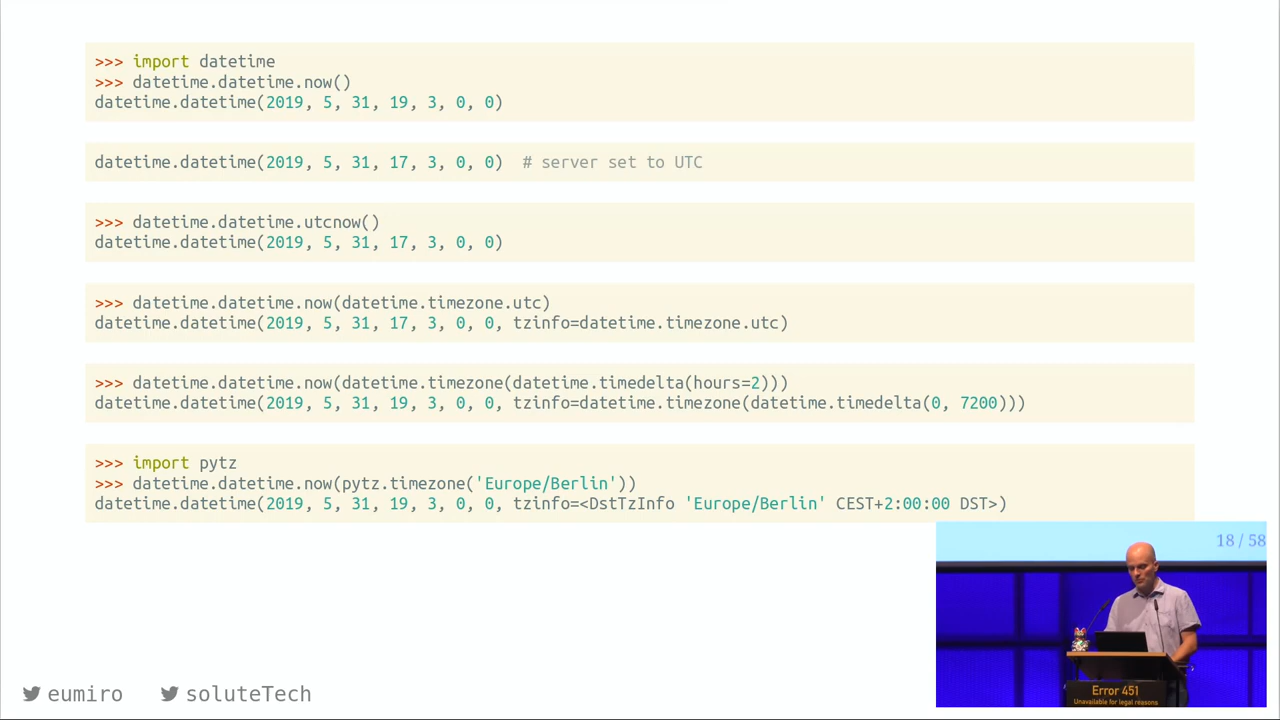 >>> import datetime
>>> datetime.datetime.now()
datetime.datetime(2019, 5, 31, 19, 3, 0, 0)
datetime.datetime(2019, 5, 31, 17, 3, 0, 0)  # server set to UTC
>>> datetime.datetime.utcnow()
datetime.datetime(2019, 5, 31, 17, 3, 0, 0)
>>> datetime.datetime.now(datetime.timezone.utc)
datetime.datetime(2019, 5, 31, 17, 3, 0, 0, tzinfo=datetime.timezone.utc)
>>> datetime.datetime.now(datetime.timezone(datetime.timedelta(hours=2)))
datetime.datetime(2019, 5, 31, 19, 3, 0, 0, tzinfo=datetime.timezone(datetime.timedelta(0, 7200)))
>>> import pytz
>>> datetime.datetime.now(pytz.timezone('Europe/Berlin'))
datetime.datetime(2019, 5, 31, 19, 3, 0, 0, tzinfo=<DstTzInfo 'Europe/Berlin' CEST+2:00:00 DST>)
18 / 58
Error 451
Unavailable for legal reasons
eumiro soluteTech